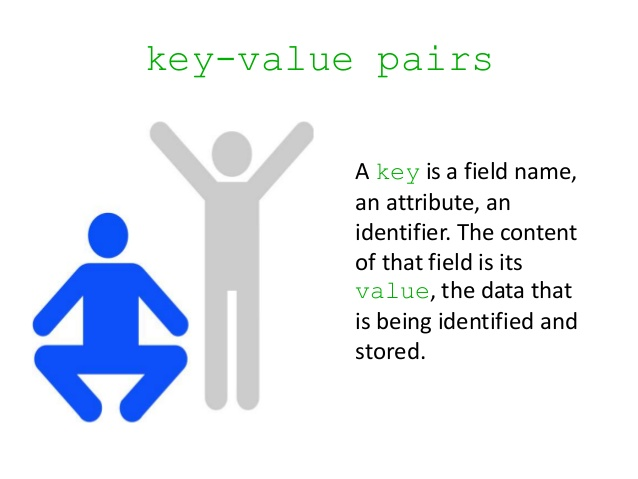 key-value pairs
A key is a field name,
an attribute, an
identifier. The content
of that field is its
value, the data that
is being identified and
stored.